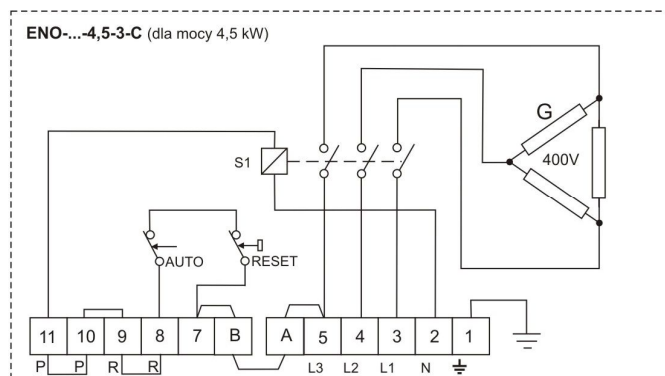 ENO-...-4,5-3-C (dla mocy 4,5 kW)
G
400V
S1
AUTO
RESET
11 10 9 8 7 B A 5 4 3 2 1
P P R R L3 L2 L1 N